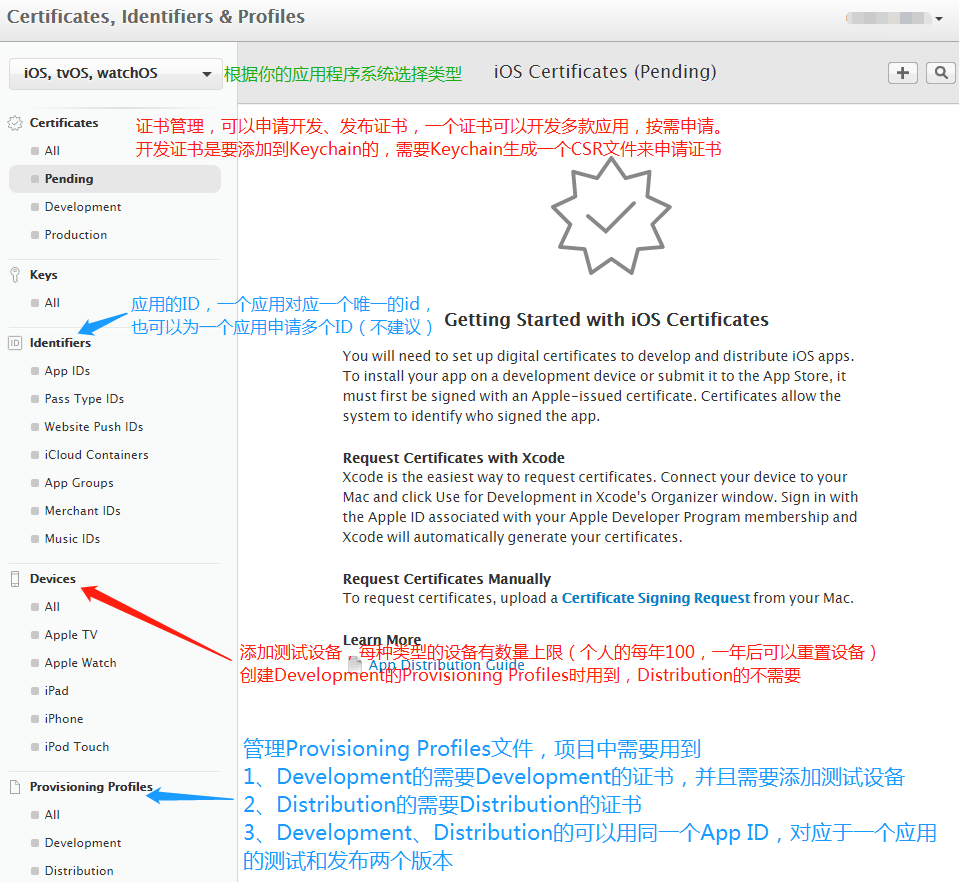 Certificates, Identifiers & Profiles
iOS, tvOS, watchOS
根据你的应用程序系统选择类型
iOS Certificates (Pending)
Certificates
All
Pending
Development
Production
证书管理，可以申请开发、发布证书，一个证书可以开发多款应用，按需申请。
开发证书是要添加到Keychain的，需要Keychain生成一个CSR文件来申请证书
Keys
All
应用的ID，一个应用对应一个唯一的id，
也可以为一个应用申请多个ID（不建议）
Identifiers
App IDs
Pass Type IDs
Website Push IDs
iCloud Containers
App Groups
Merchant IDs
Music IDs
Getting Started with iOS Certificates
You will need to set up digital certificates to develop and distribute iOS apps.
To install your app on a development device or submit it to the App Store, it
must first be signed with an Apple-issued certificate. Certificates allow the
system to identify who signed the app.
Request Certificates with Xcode
Xcode is the easiest way to request certificates. Connect your device to your
Mac and click Use for Development in Xcode's Organizer window. Sign in with
the Apple ID associated with your Apple Developer Program membership and
Xcode will automatically generate your certificates.
Request Certificates Manually
To request certificates, upload a Certificate Signing Request from your Mac.
Learn More
App Distribution Guide
Devices
All
Apple TV
Apple Watch
iPad
iPhone
iPod Touch
添加测试设备，每种类型的设备有数量上限（个人的每年100，一年后可以重置设备）
创建Development的Provisioning Profiles时用到，Distribution的不需要
Provisioning Profiles
All
Development
Distribution
管理Provisioning Profiles文件，项目中需要用到
1、Development的需要Development的证书，并且需要添加测试设备
2、Distribution的需要Distribution的证书
3、Development、Distribution的可以用同一个App ID，对应于一个应用
的测试和发布两个版本